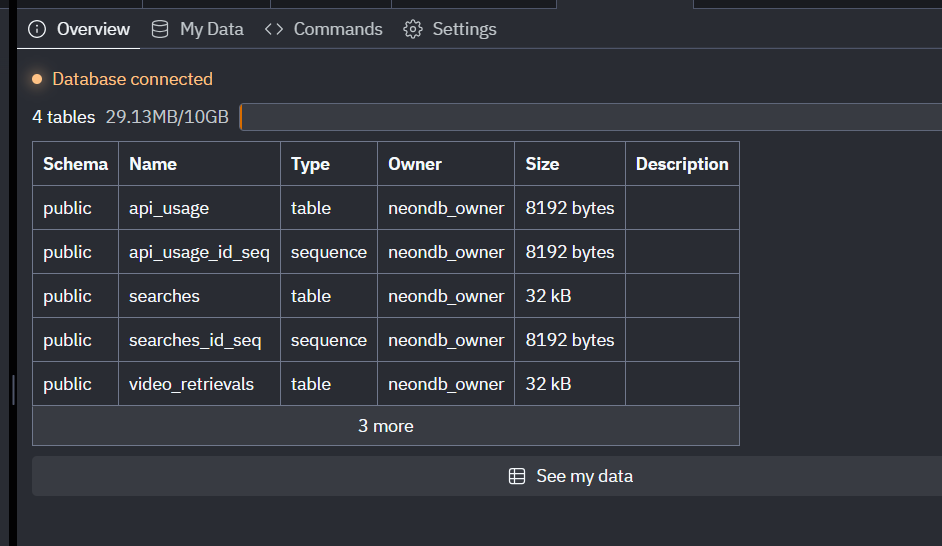 Overview My Data Commands Settings
Database connected
4 tables 29.13MB/10GB
Schema Name Type Owner Size Description
public api_usage table neondb_owner 8192 bytes
public api_usage_id_seq sequence neondb_owner 8192 bytes
public searches table neondb_owner 32 kB
public searches_id_seq sequence neondb_owner 8192 bytes
public video_retrievals table neondb_owner 32 kB
3 more
See my data